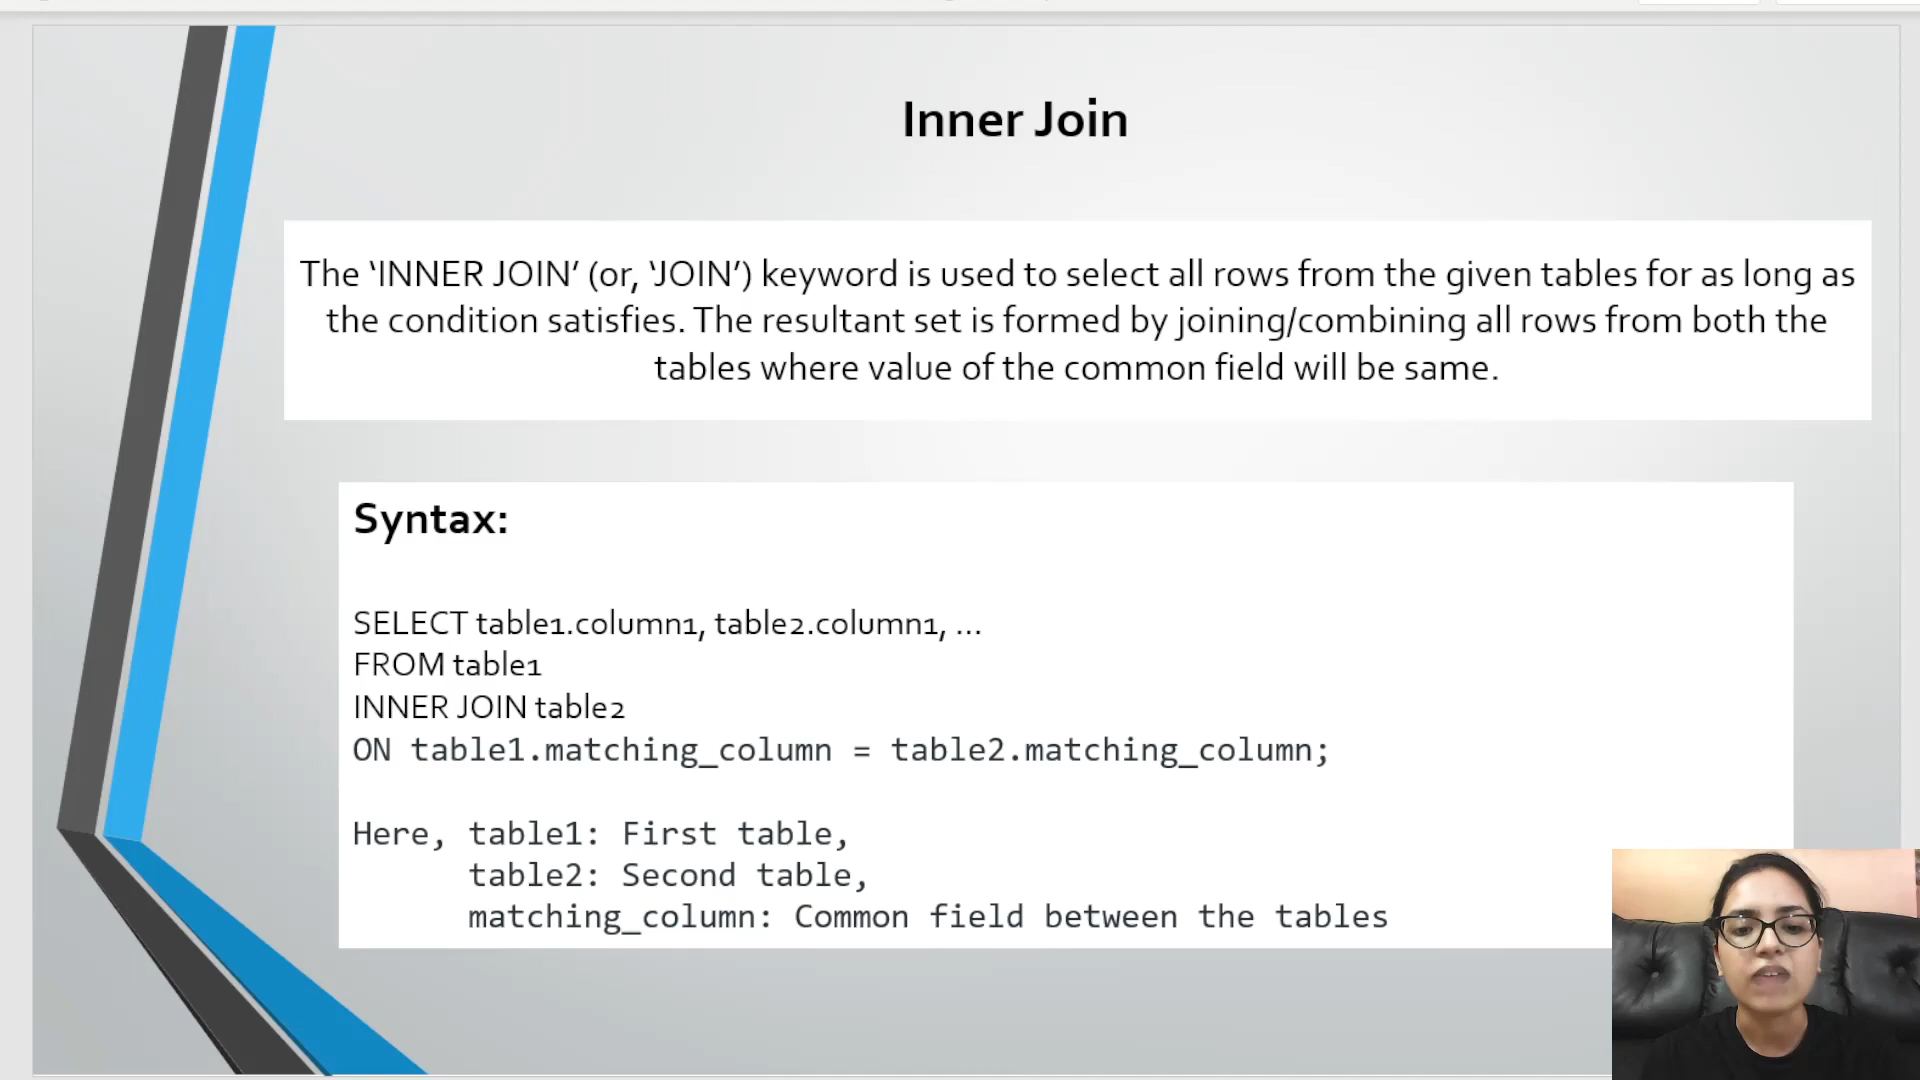 Inner Join
The ‘INNER JOIN’ (or, ‘JOIN’) keyword is used to select all rows from the given tables for as long as
the condition satisfies. The resultant set is formed by joining/combining all rows from both the
tables where value of the common field will be same.
Syntax:
SELECT table1.column1, table2.column1, ...
FROM table1
INNER JOIN table2
ON table1.matching_column = table2.matching_column;
Here, table1: First table,
table2: Second table,
matching_column: Common field between the tables